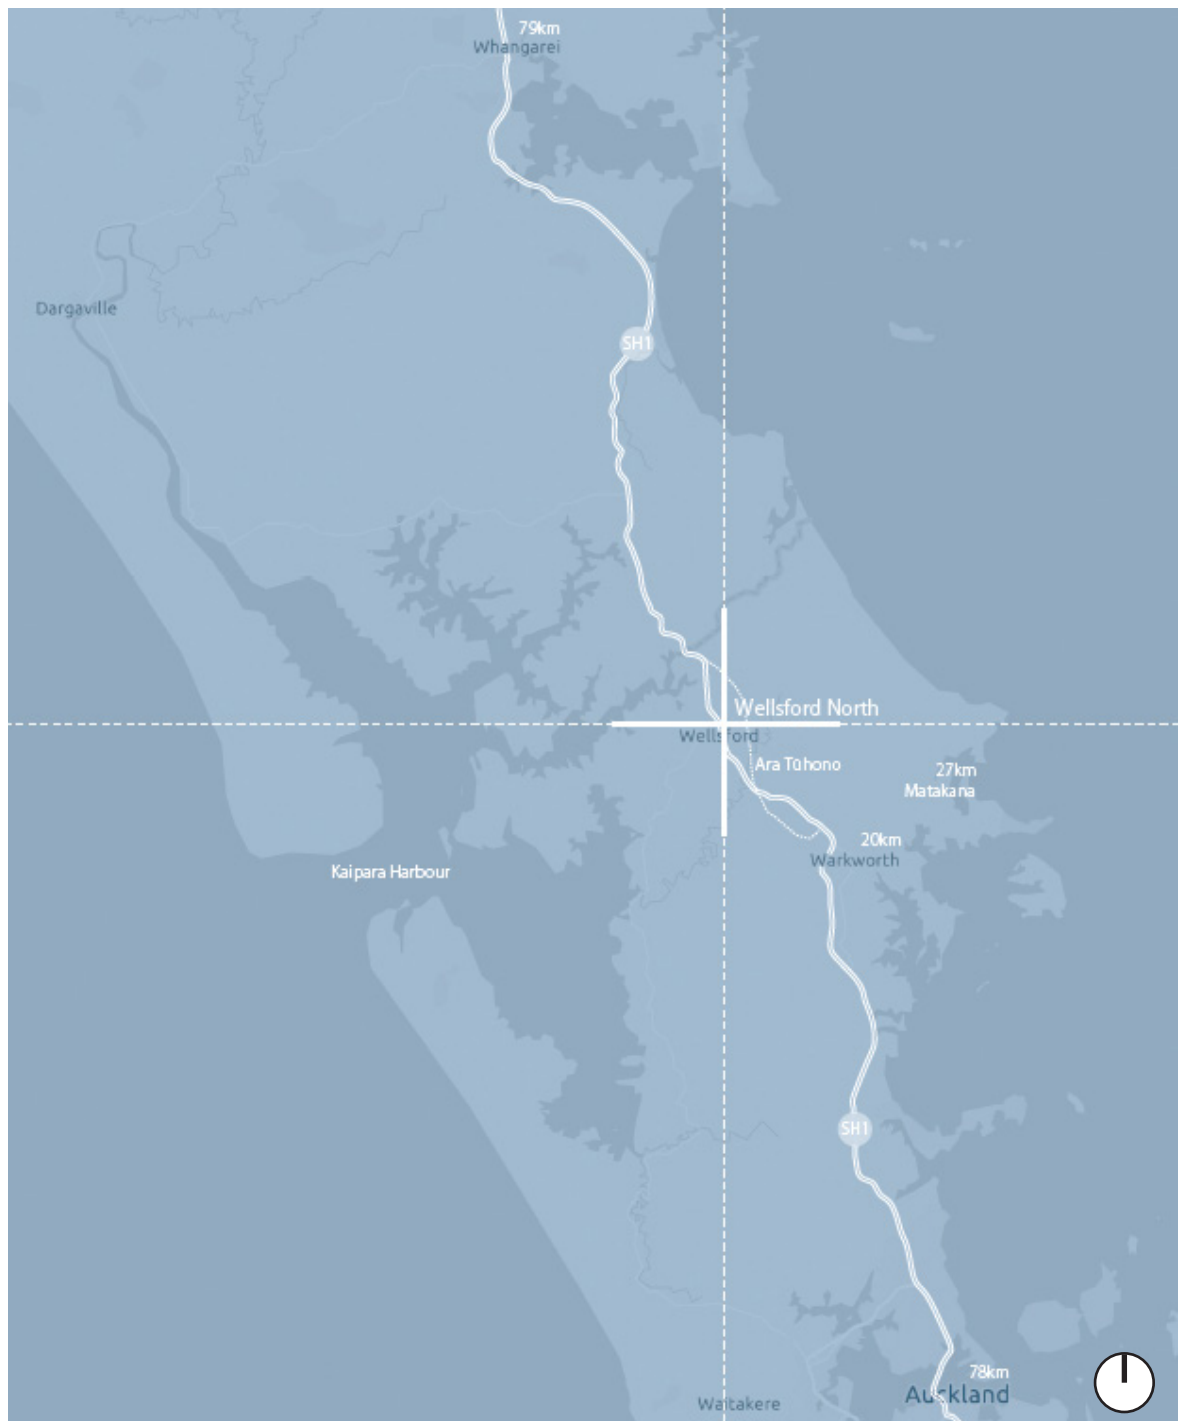 79km
Whangarei
Dargaville
SH1
Wellsford North
Wellsford
Ara Tūhono
27km
Matakana
20km
Warkworth
Kaipara Harbour
SH1
78km
Auckland
Waitakere